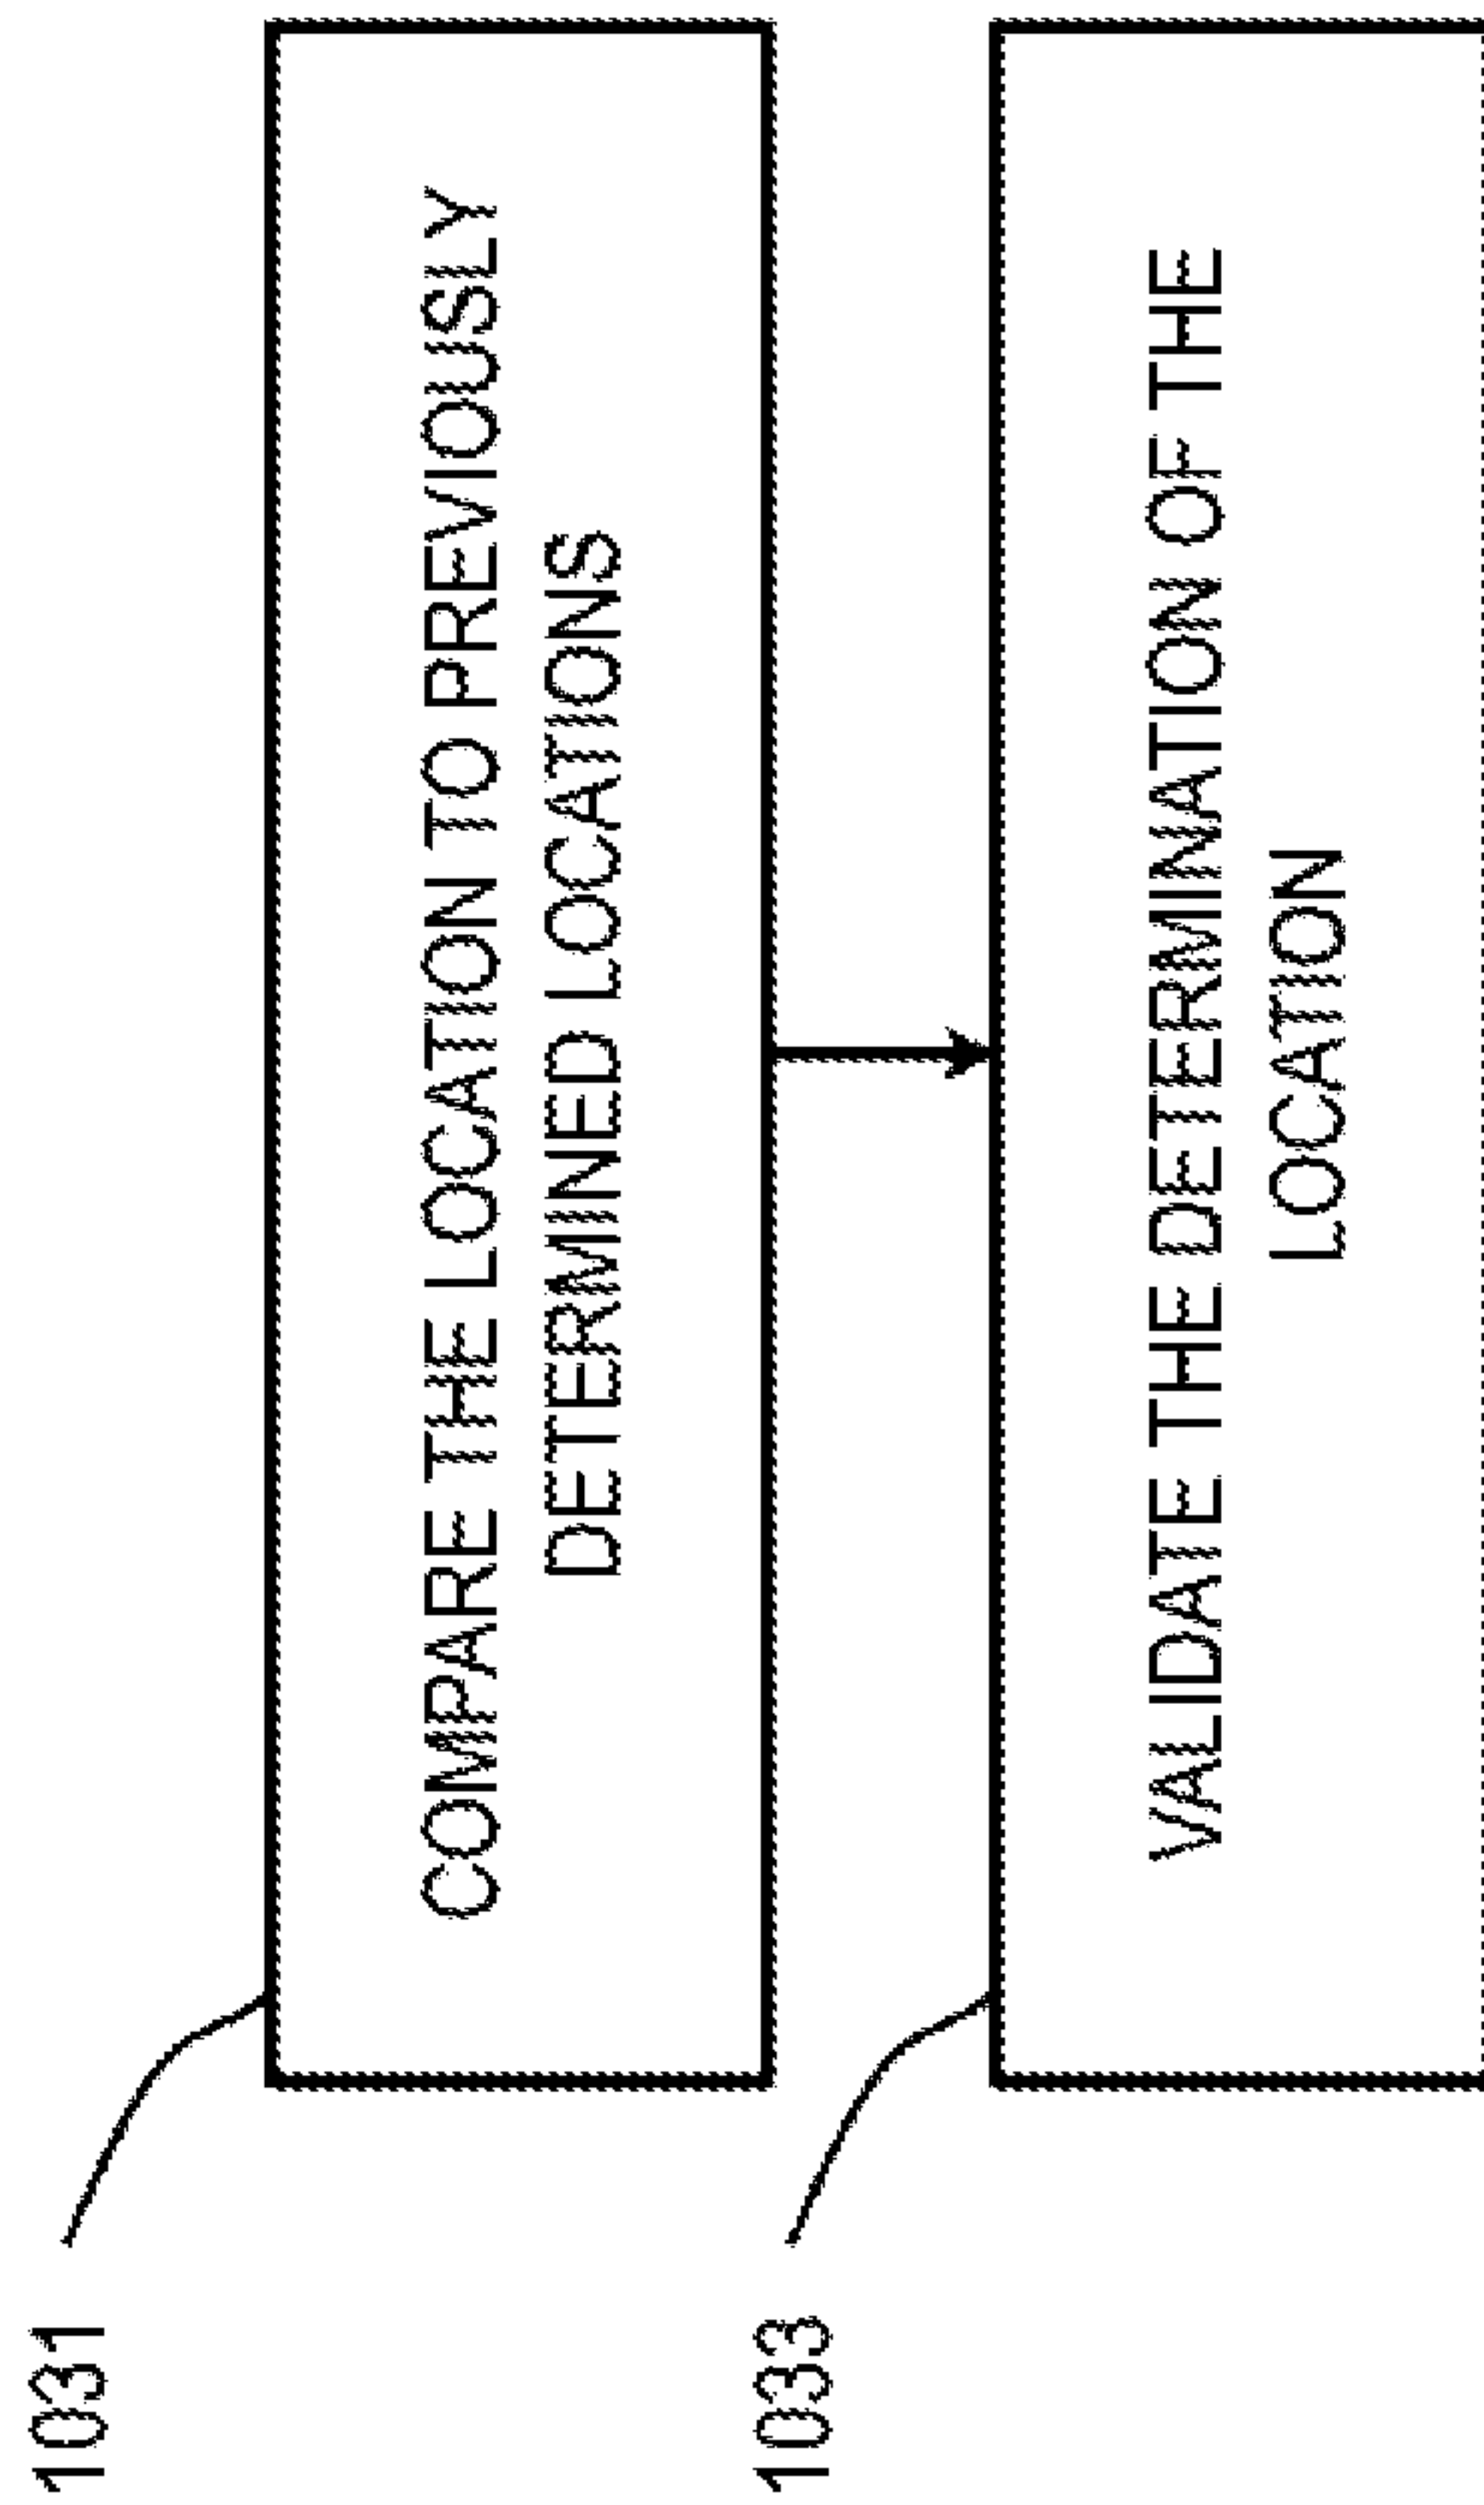 1031
COMPARE THE LOCATION TO PREVIOUSLY
DETERMINED LOCATIONS
1033
VALIDATE THE DETERMINATION OF THE
LOCATION